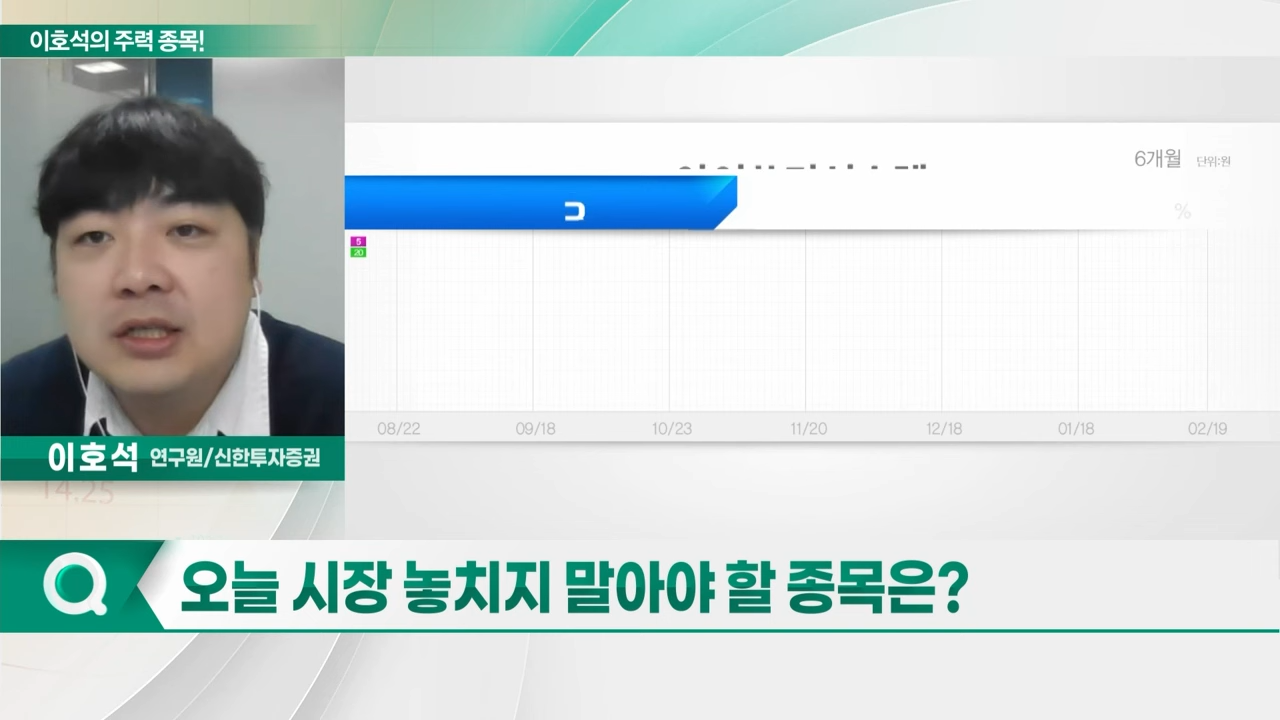 이호석의 주력 종목!
6개월 단위:원
%
5
20
08/22 09/18 10/23 11/20 12/18 01/18 02/19
이호석 연구원/신한투자증권
14.25
오늘 시장 놓치지 말아야 할 종목은?